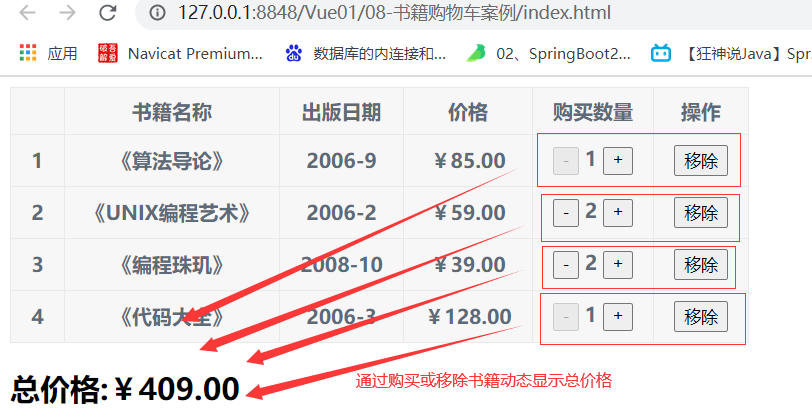 127.0.0.1:8848/Vue01/08-书籍购物车案例/index.html
应用 吾爱破解 Navicat Premium... 数据库的内连接和... 02、SpringBoot2... 【狂神说Java】Spr
书籍名称 出版日期 价格 购买数量 操作
1 《算法导论》 2006-9 ￥85.00 - 1 + 移除
2 《UNIX编程艺术》 2006-2 ￥59.00 - 2 + 移除
3 《编程珠玑》 2008-10 ￥39.00 - 2 + 移除
4 《代码大全》 2006-3 ￥128.00 - 1 + 移除
总价格:￥409.00
通过购买或移除书籍动态显示总价格